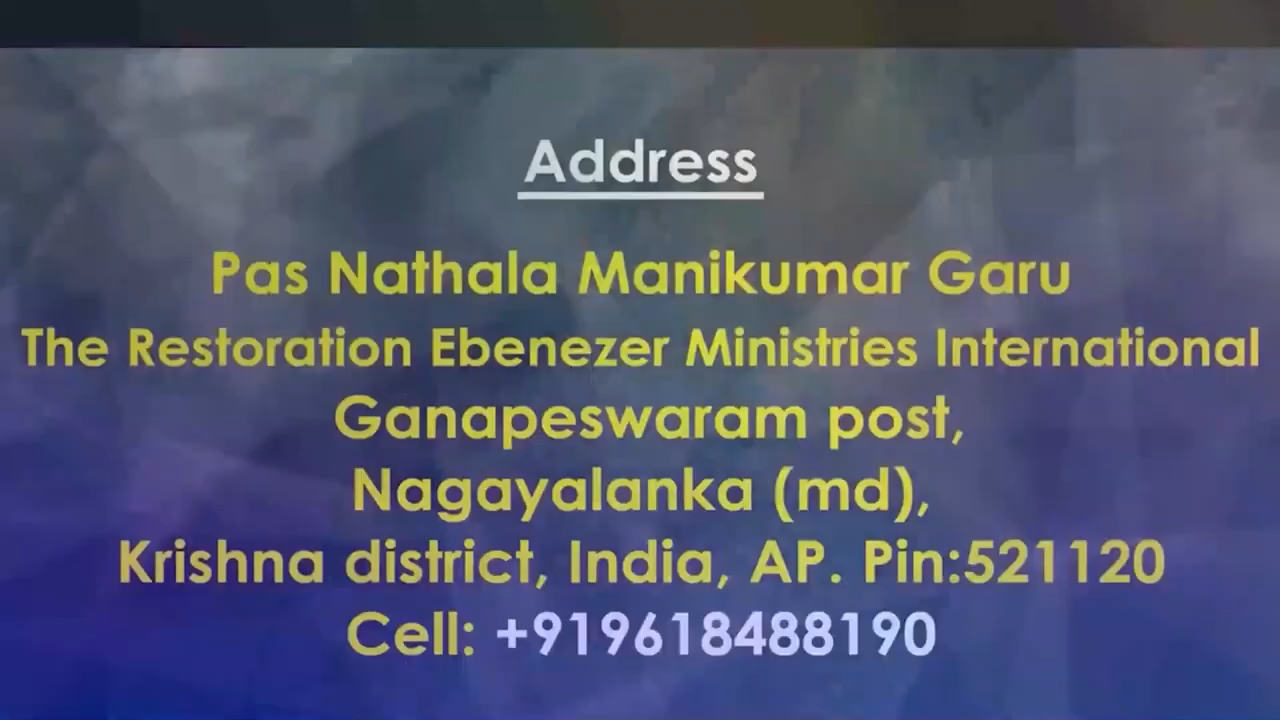 Address
Pas Nathala Manikumar Garu
The Restoration Ebenezer Ministries International
Ganapeswaram post,
Nagayalanka (md),
Krishna district, India, AP. Pin:521120
Cell: +919618488190